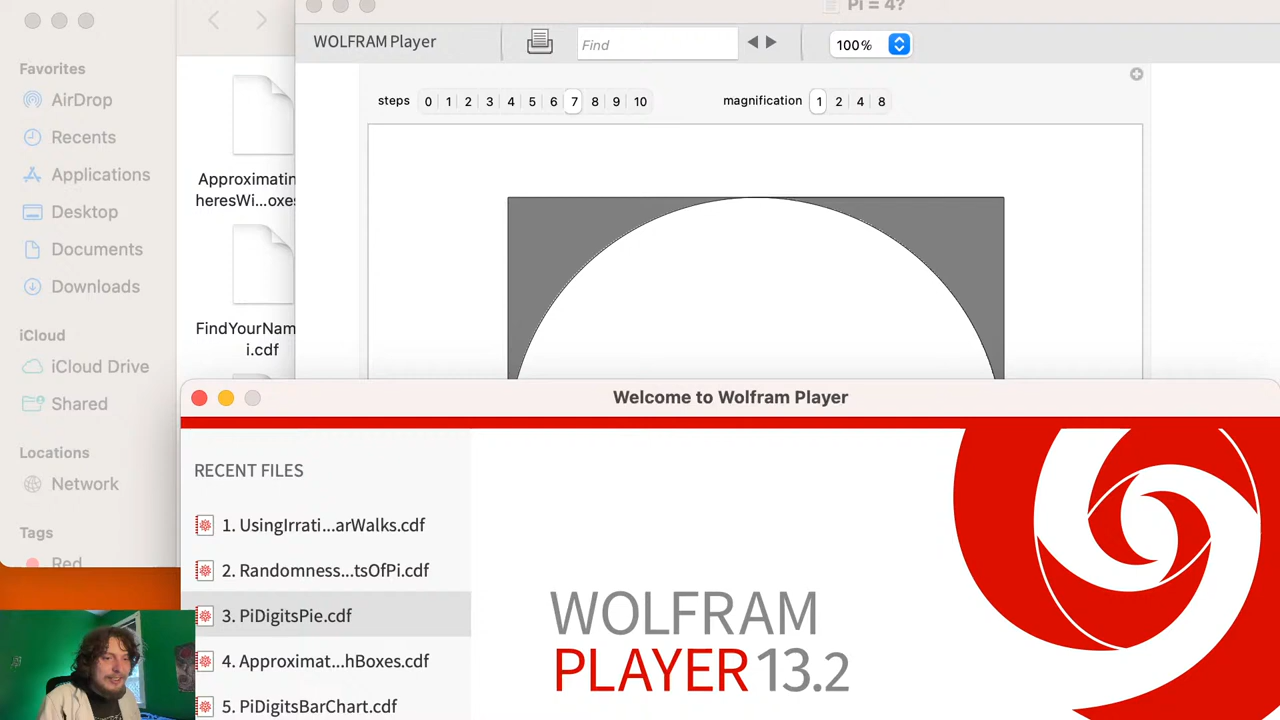 Favorites
AirDrop
Recents
Applications
Desktop
Documents
Downloads
iCloud
iCloud Drive
Shared
Locations
Network
Tags
Red
Approximatin
heresWi...oxes
FindYourNam
i.cdf
Pi = 4?
WOLFRAM Player
Find
100%
steps 0 1 2 3 4 5 6 7 8 9 10
magnification 1 2 4 8
Welcome to Wolfram Player
RECENT FILES
1. UsingIrrati...arWalks.cdf
2. Randomness...tsOfPi.cdf
3. PiDigitsPie.cdf
4. Approximat...hBoxes.cdf
5. PiDigitsBarChart.cdf
WOLFRAM
PLAYER 13.2